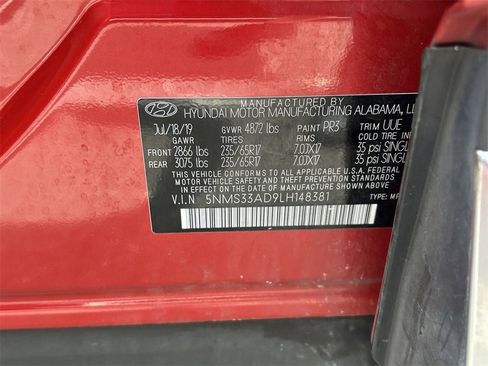 MANUFACTURED BY
HYUNDAI MOTOR MANUFACTURING ALABAMA, LL
Jul/18/19 GVWR 4872 lbs PAINT PR3 TRIM UUE
GAWR TIRES RIMS COLD TIRE
FRONT 2866 lbs 235/65R17 7.0JX17 35 psi SINGL
REAR 3075 lbs 235/65R17 7.0JX17 35 psi SINGL
THIS VEHICLE CONFORMS TO ALL APPLICABLE U.S. FEDERAL
MOTOR VEHICLE SAFETY, BUMPER, AND THEFT PREVENTION STANDARDS
IN EFFECT ON THE DATE OF MANUFACTURE SHOWN ABOVE.
V.I.N 5NMS33AD9LH148381
TYPE: MP